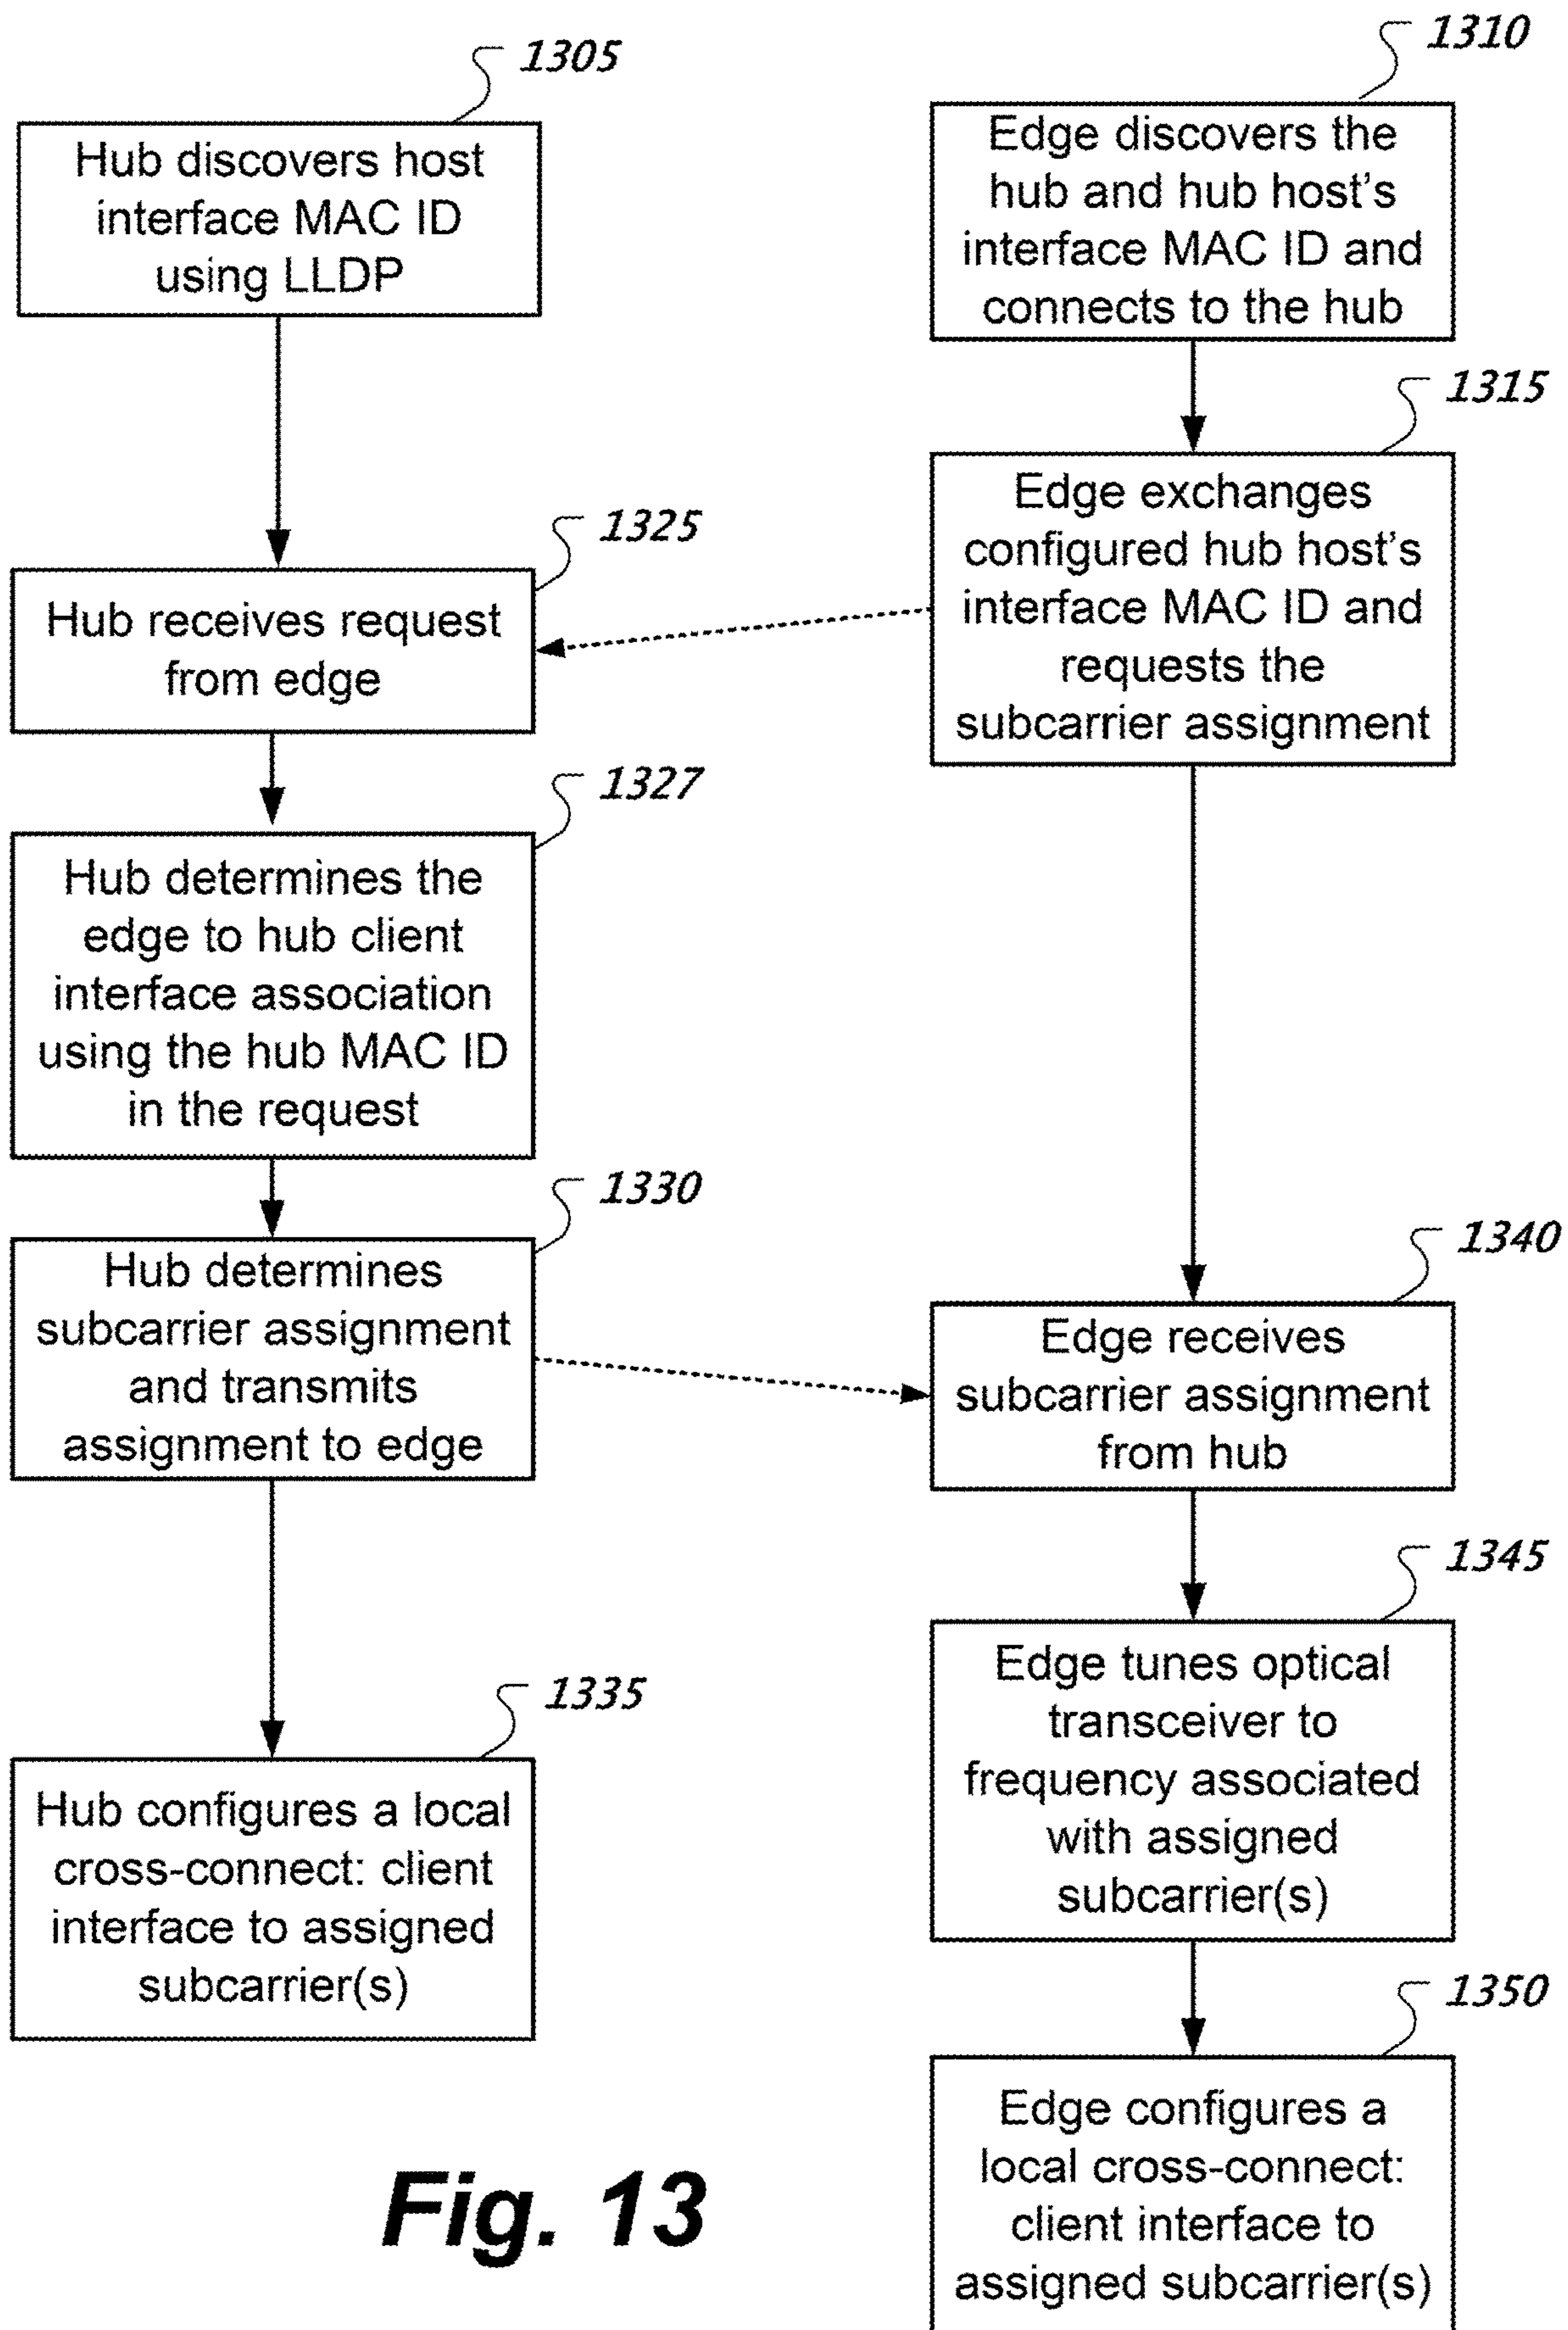 1305
Hub discovers host
interface MAC ID
using LLDP
1310
Edge discovers the
hub and hub host's
interface MAC ID and
connects to the hub
1315
Edge exchanges
configured hub host's
interface MAC ID and
requests the
subcarrier assignment
1325
Hub receives request
from edge
1327
Hub determines the
edge to hub client
interface association
using the hub MAC ID
in the request
1330
Hub determines
subcarrier assignment
and transmits
assignment to edge
1340
Edge receives
subcarrier assignment
from hub
1345
Edge tunes optical
transceiver to
frequency associated
with assigned
subcarrier(s)
1335
Hub configures a local
cross-connect: client
interface to assigned
subcarrier(s)
1350
Edge configures a
local cross-connect:
client interface to
assigned subcarrier(s)
Fig. 13